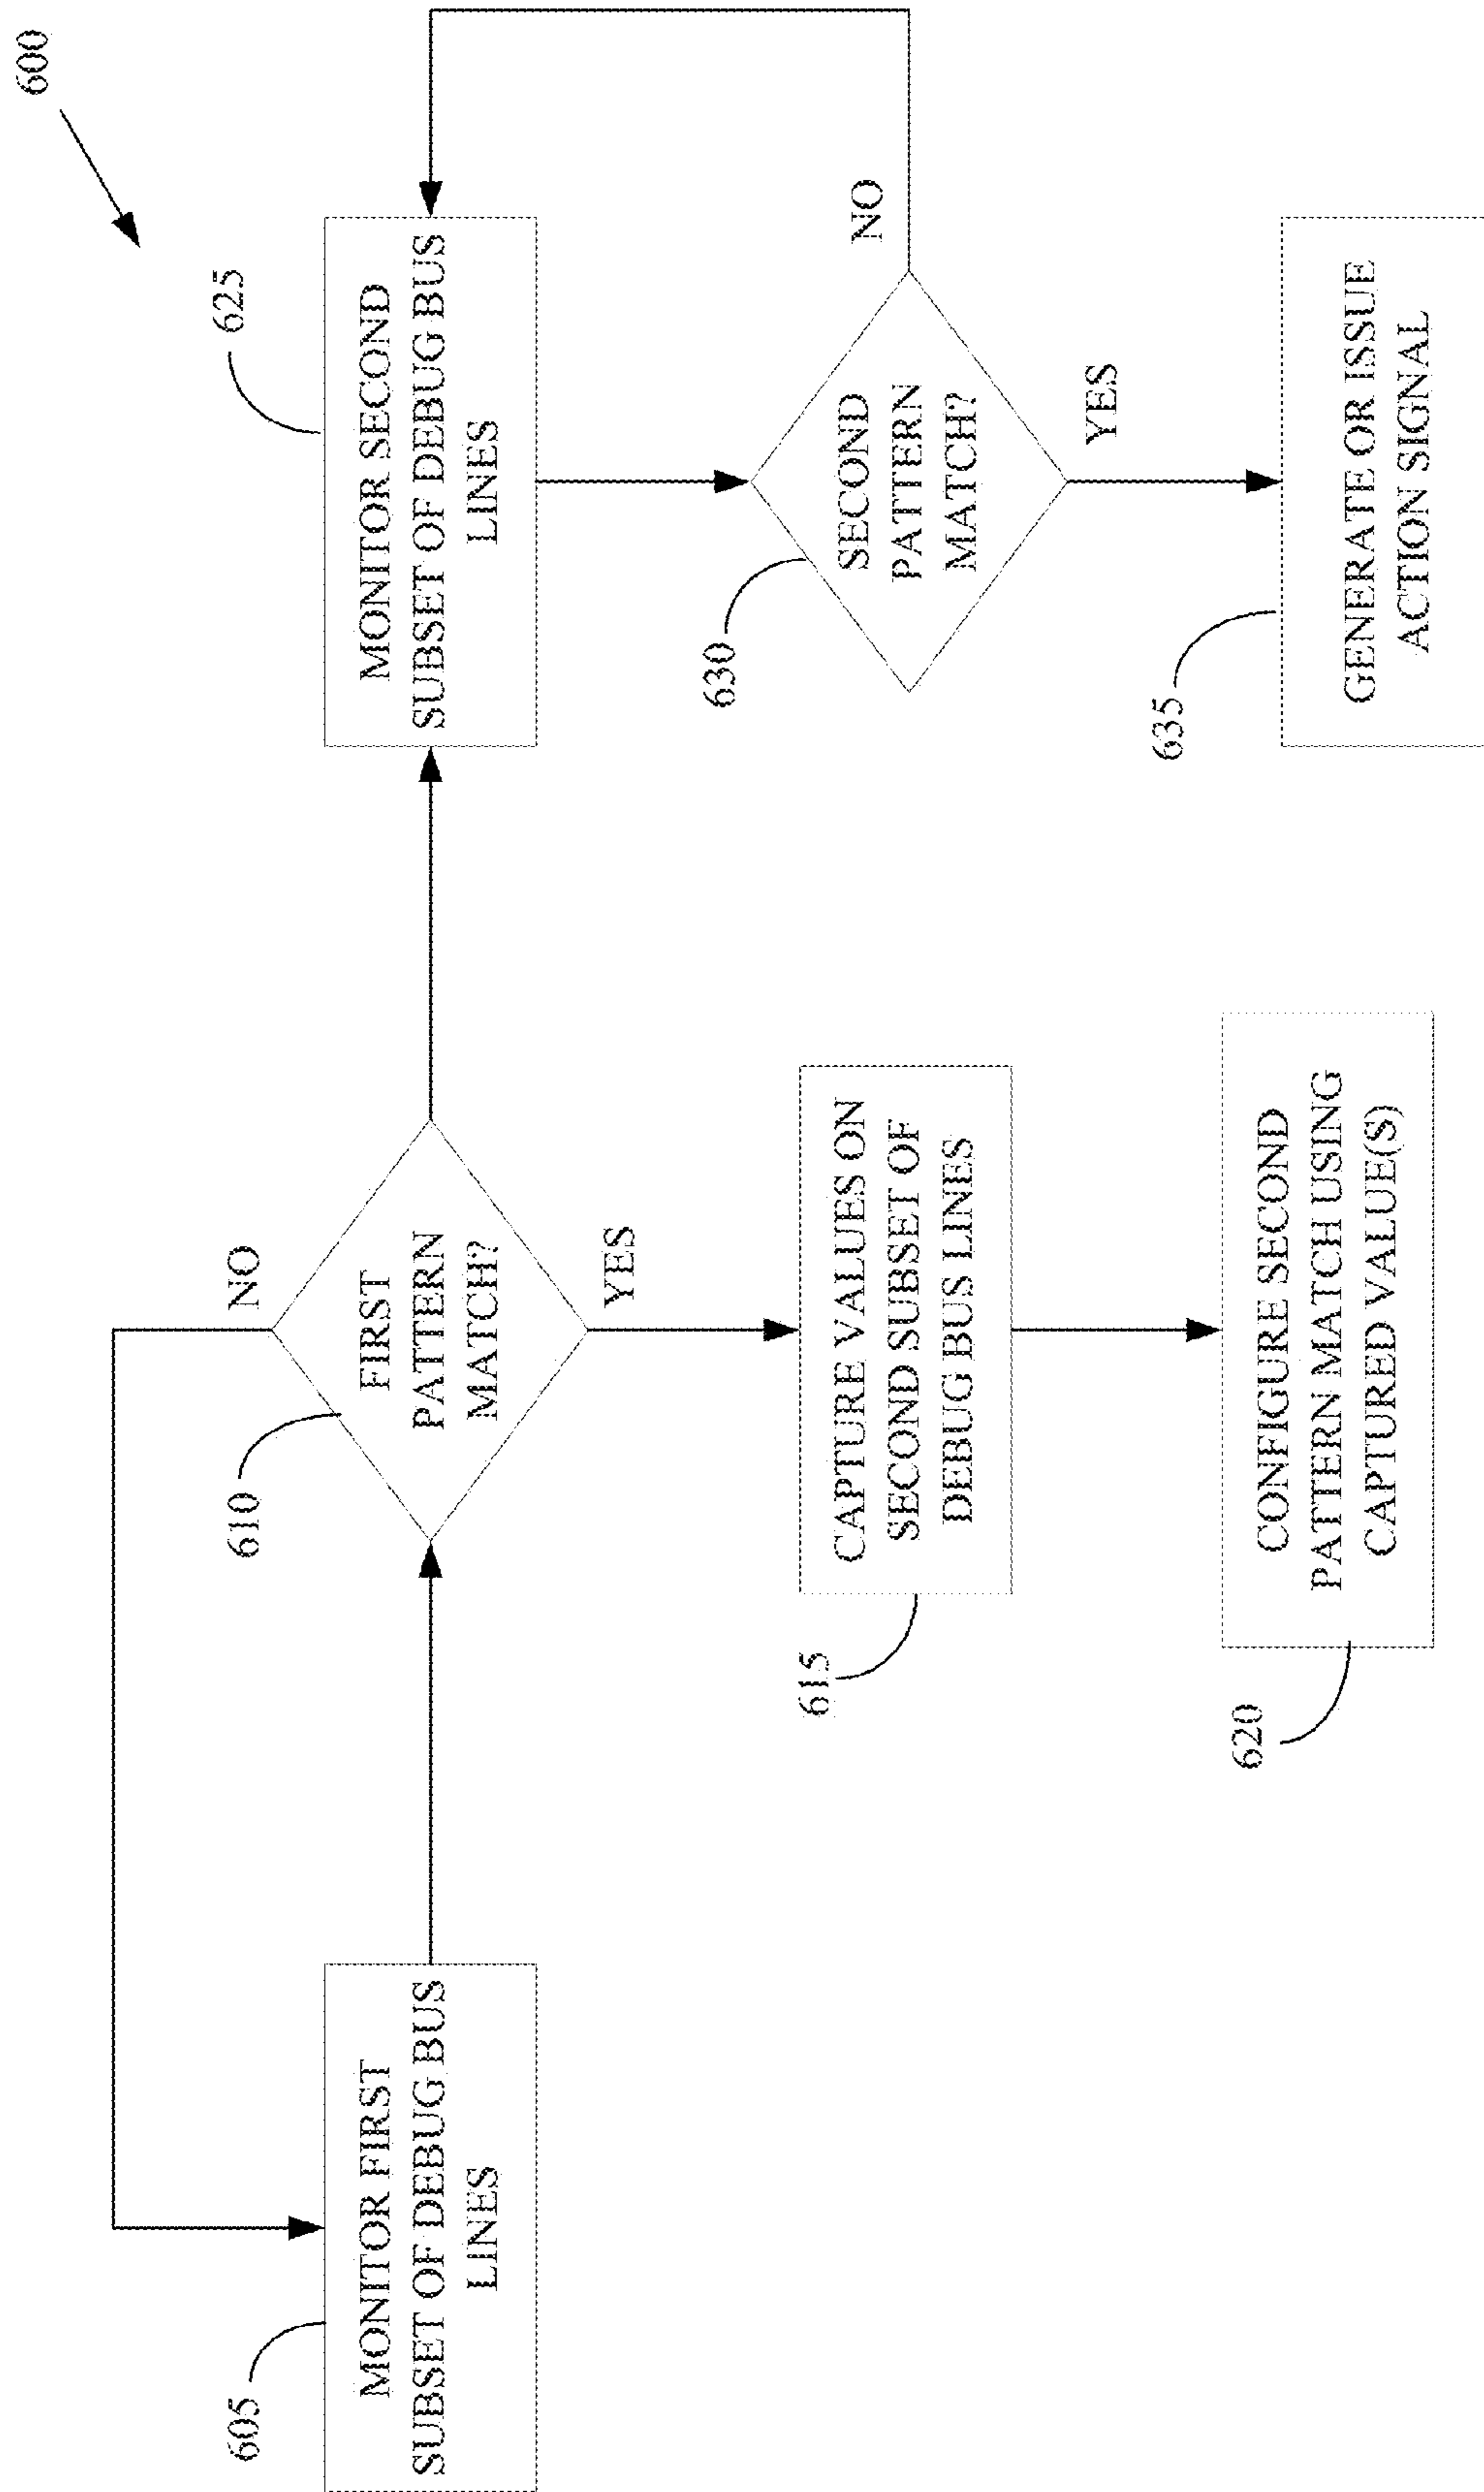 600
605
MONITOR FIRST
SUBSET OF DEBUG BUS
LINES
NO
610
FIRST
PATTERN
MATCH?
YES
615
CAPTURE VALUES ON
SECOND SUBSET OF
DEBUG BUS LINES
620
CONFIGURE SECOND
PATTERN MATCH USING
CAPTURED VALUE(S)
625
MONITOR SECOND
SUBSET OF DEBUG BUS
LINES
630
SECOND
PATTERN
MATCH?
NO
YES
635
GENERATE OR ISSUE
ACTION SIGNAL